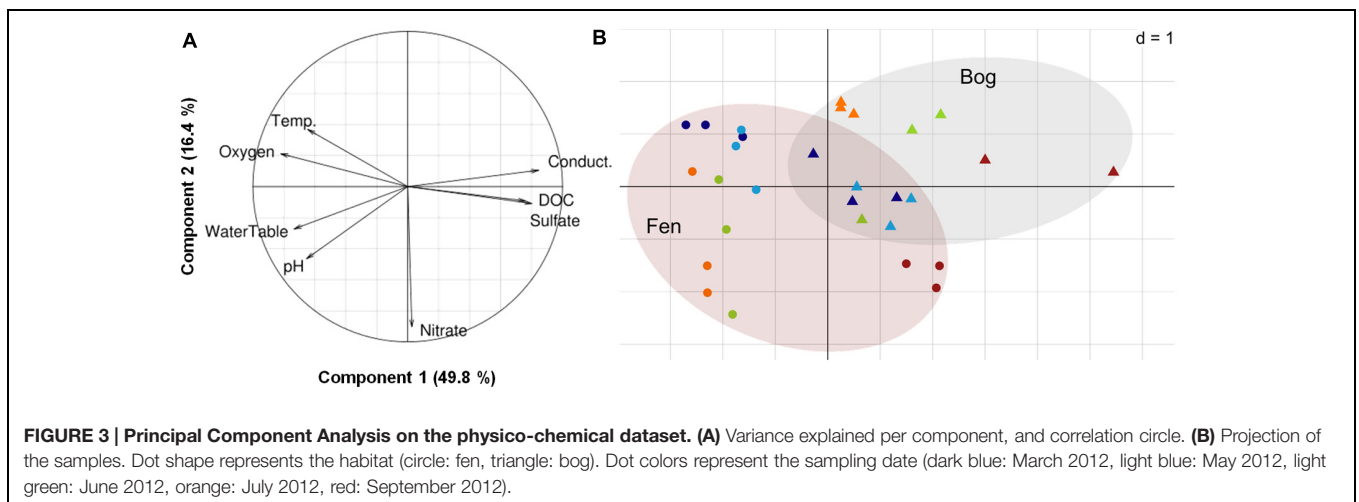 A
Component 2 (16.4 %)
Temp.
Oxygen
WaterTable
pH
Conduct.
DOC
Sulfate
Nitrate
Component 1 (49.8 %)
B
d = 1
Bog
Fen
FIGURE 3 | Principal Component Analysis on the physico-chemical dataset. (A) Variance explained per component, and correlation circle. (B) Projection of
the samples. Dot shape represents the habitat (circle: fen, triangle: bog). Dot colors represent the sampling date (dark blue: March 2012, light blue: May 2012, light
green: June 2012, orange: July 2012, red: September 2012).